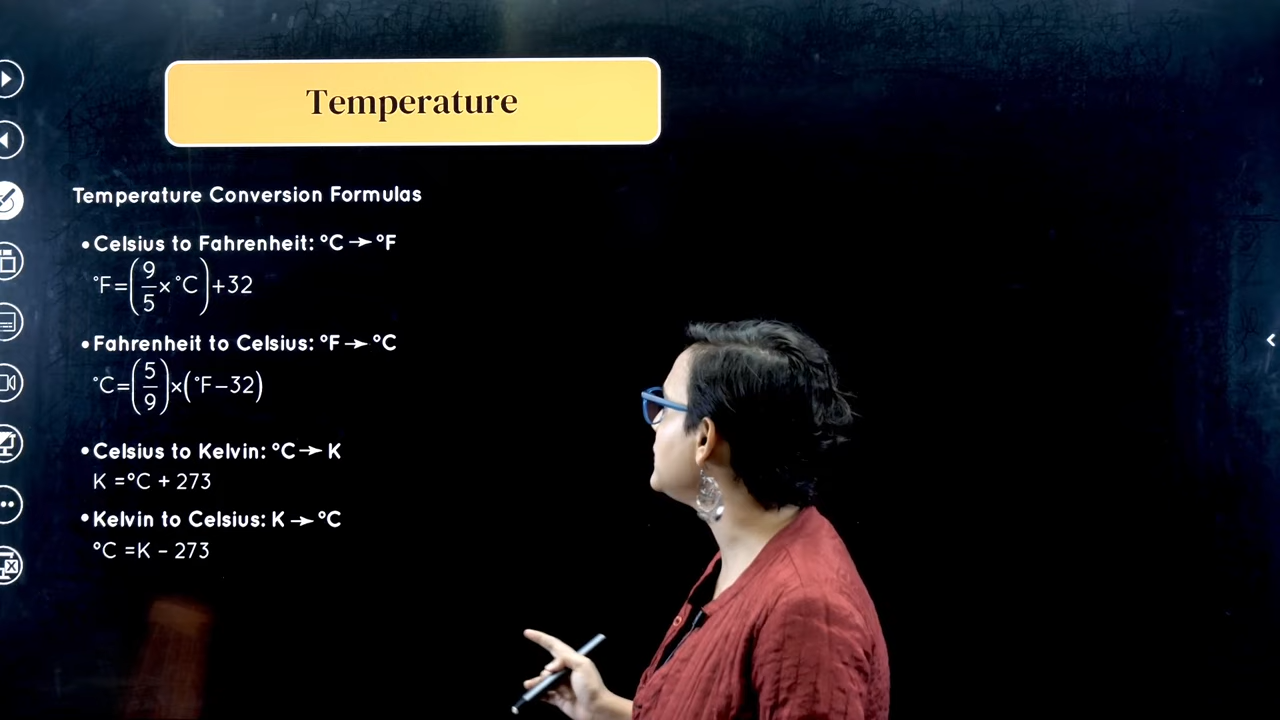 Temperature
Temperature Conversion Formulas
•Celsius to Fahrenheit: °C → °F
°F=(9/5×°C)+32
•Fahrenheit to Celsius: °F → °C
°C=(5/9)×(°F−32)
•Celsius to Kelvin: °C → K
K =°C + 273
•Kelvin to Celsius: K → °C
°C =K − 273